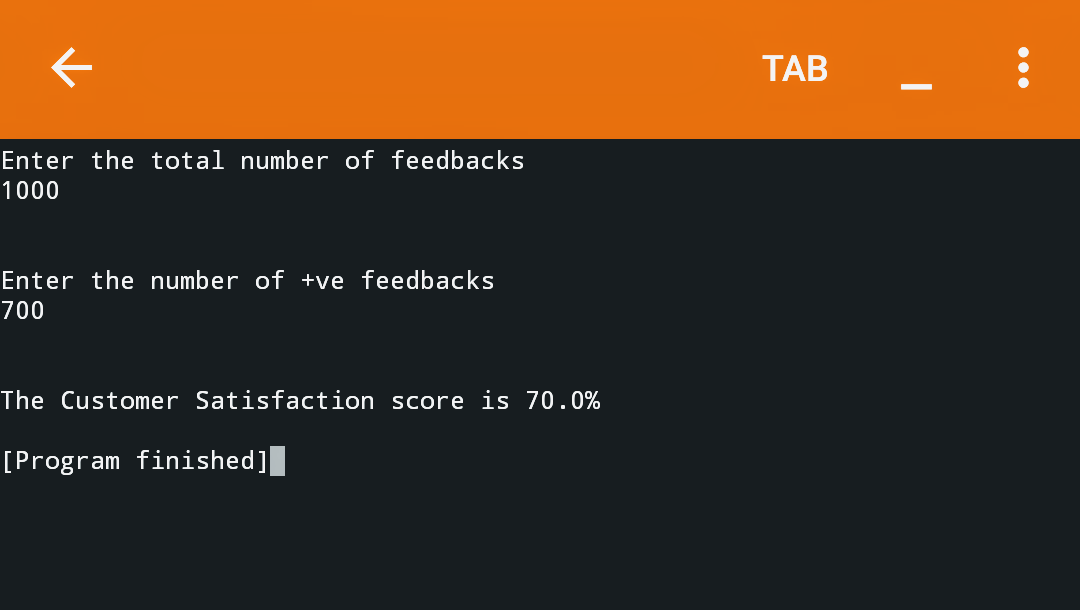 TAB
Enter the total number of feedbacks
1000
Enter the number of +ve feedbacks
700
The Customer Satisfaction score is 70.0%
[Program finished]